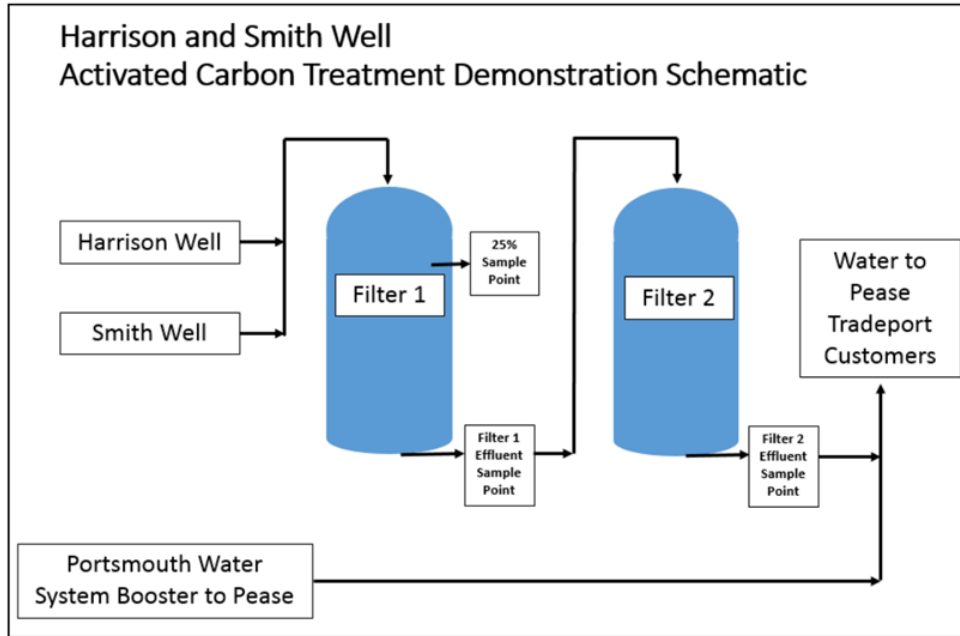 Harrison and Smith Well
Activated Carbon Treatment Demonstration Schematic
Harrison Well
Smith Well
Filter 1
25%
Sample
Point
Filter 1
Effluent
Sample
Point
Filter 2
Filter 2
Effluent
Sample
Point
Water to
Pease
Tradeport
Customers
Portsmouth Water
System Booster to Pease